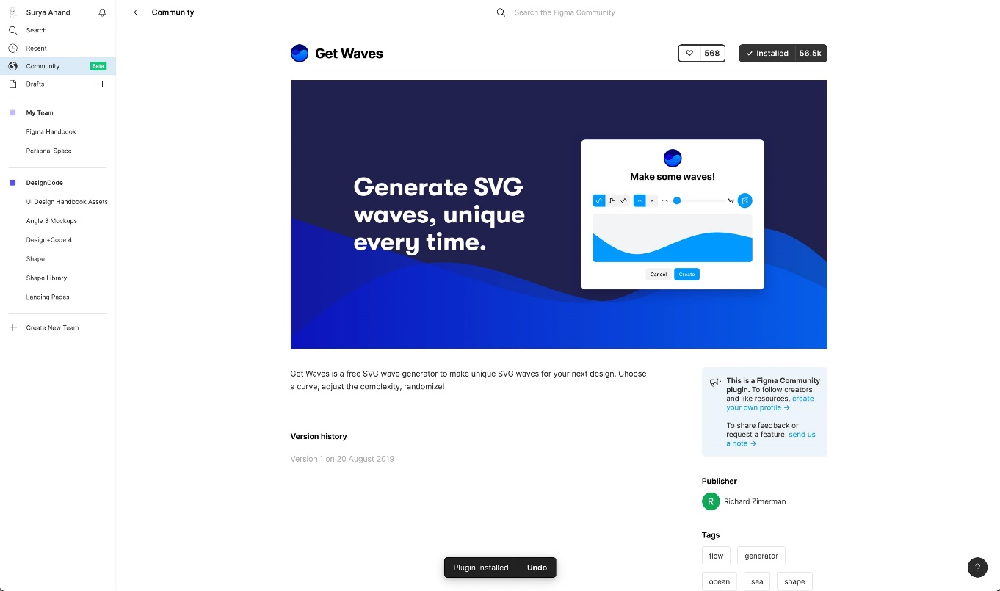 Surya Anand
Search
Recent
Community Beta
Drafts
My Team
Figma Handbook
Personal Space
DesignCode
UI Design Handbook Assets
Angle 3 Mockups
Design+Code 4
Shape
Shape Library
Landing Pages
Create New Team
Community
Search the Figma Community
Get Waves
568
Installed 56.5k
Generate SVG
waves, unique
every time.
Make some waves!
Cancel Create
Get Waves is a free SVG wave generator to make unique SVG waves for your next design. Choose
a curve, adjust the complexity, randomize!
Version history
Version 1 on 20 August 2019
This is a Figma Community
plugin. To follow creators
and like resources, create
your own profile →
To share feedback or
request a feature, send us
a note →
Publisher
R Richard Zimerman
Tags
flow generator
ocean sea shape
Plugin Installed Undo
?